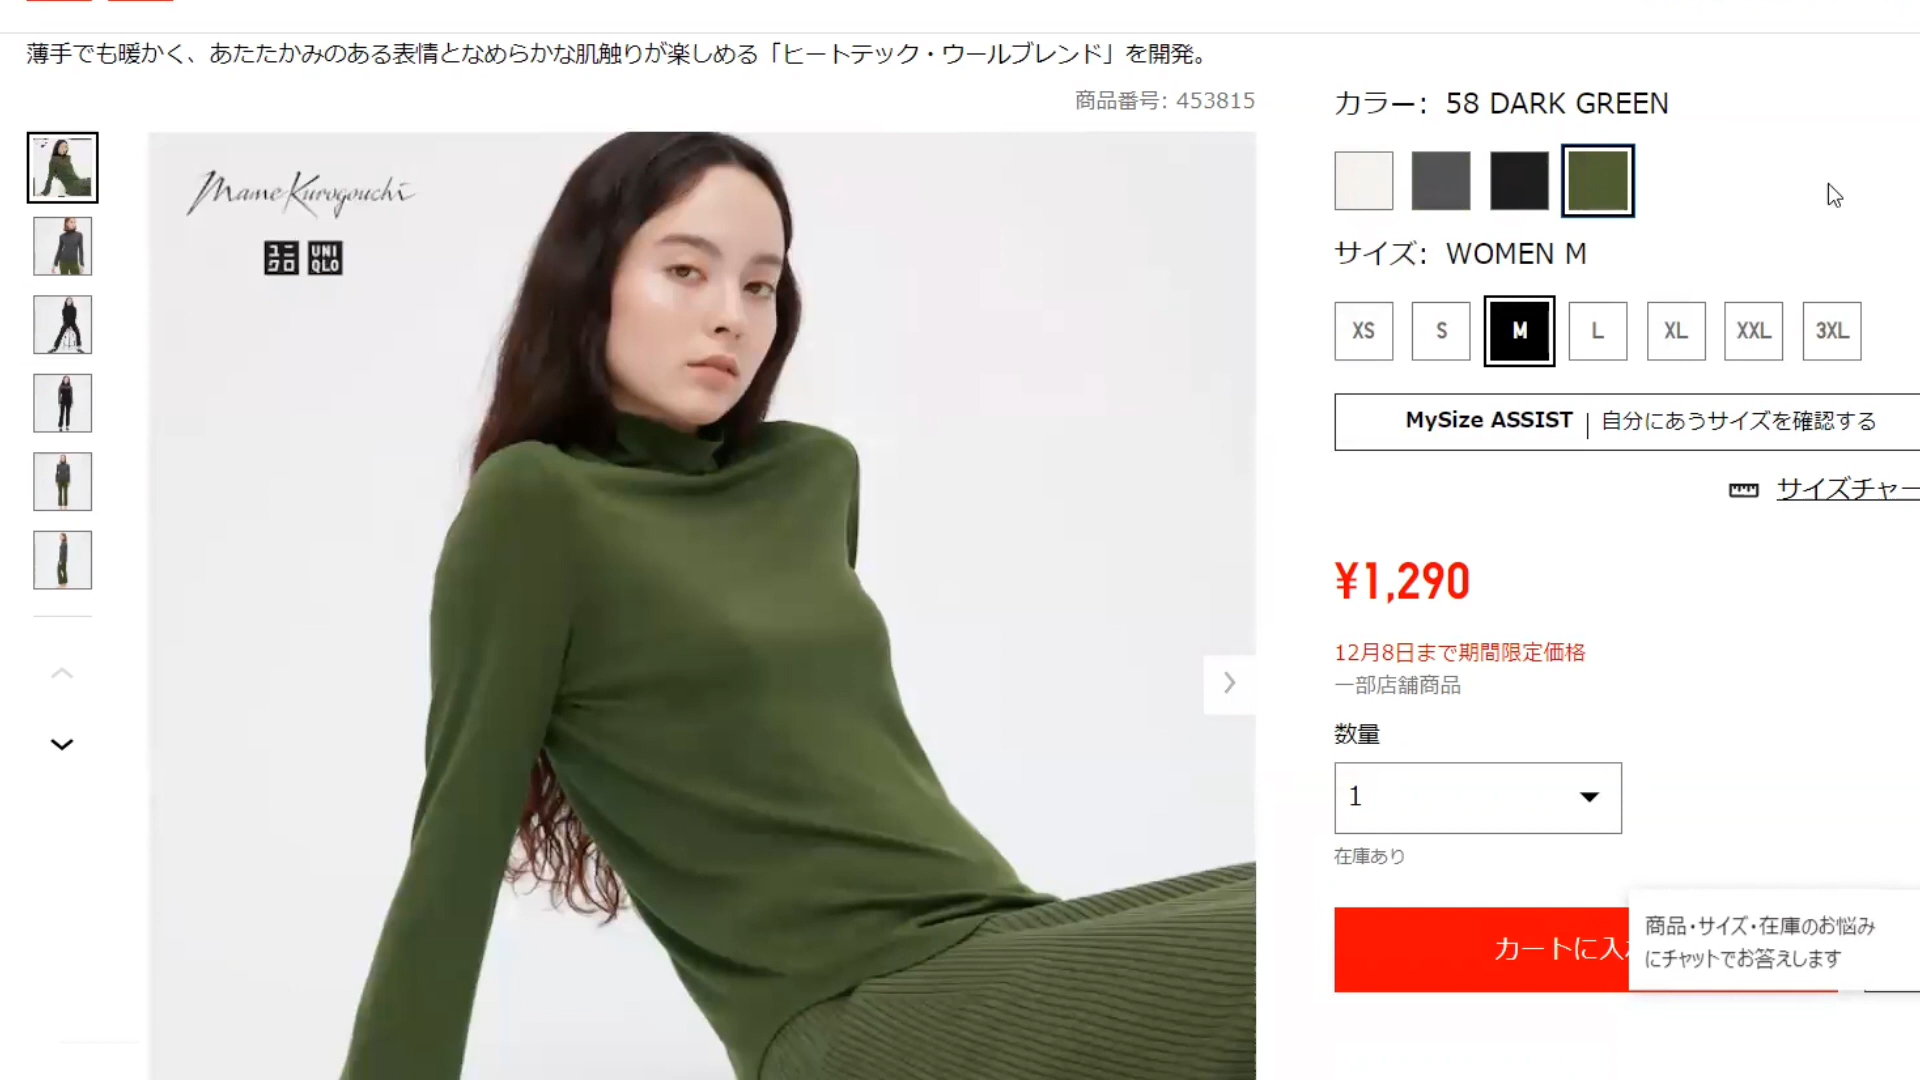 薄手でも暖かく、あたたかみのある表情となめらかな肌触りが楽しめる「ヒートテック・ウールブレンド」を開発。
商品番号: 453815
Mame Kurogouchi
ユニクロ UNIQLO
カラー: 58 DARK GREEN
サイズ: WOMEN M
XS S M L XL XXL 3XL
MySize ASSIST | 自分にあうサイズを確認する
サイズチャー
¥1,290
12月8日まで期間限定価格
一部店舗商品
数量
1
在庫あり
カートに入
商品・サイズ・在庫のお悩み
にチャットでお答えします